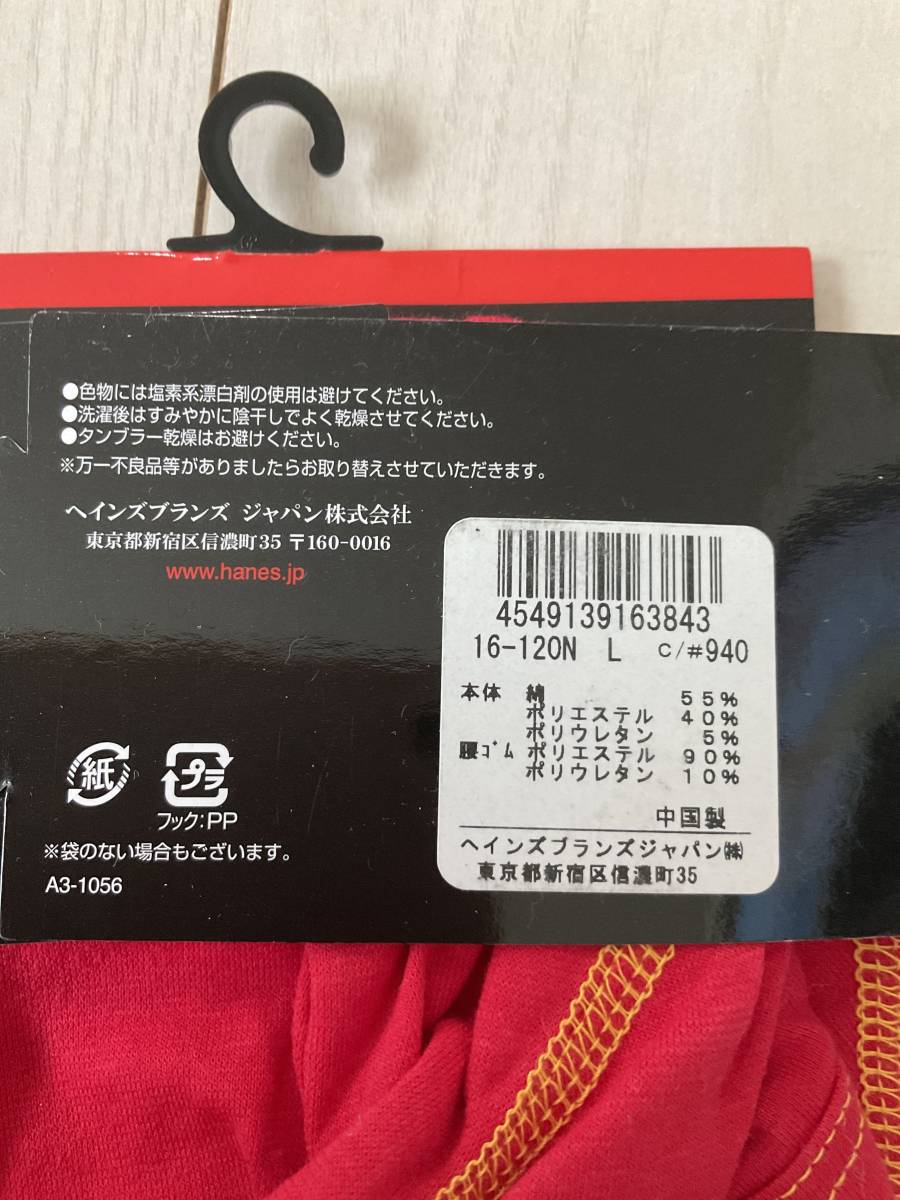 ●色物には塩素系漂白剤の使用は避けてください。
●洗濯後はすみやかに陰干しでよく乾燥させてください。
●タンブラー乾燥はお避けください。
※万一不良品等がありましたらお取り替えさせていただきます。
ヘインズブランズ ジャパン株式会社
東京都新宿区信濃町35 〒160-0016
www.hanes.jp
4549139163843
16-120N L C/#940
本体 綿 55%
ポリエステル 40%
ポリウレタン 5%
腰ゴム ポリエステル 90%
ポリウレタン 10%
中国製
ヘインズブランズジャパン㈱
東京都新宿区信濃町35
紙 プラ
フック:PP
※袋のない場合もございます。
A3-1056